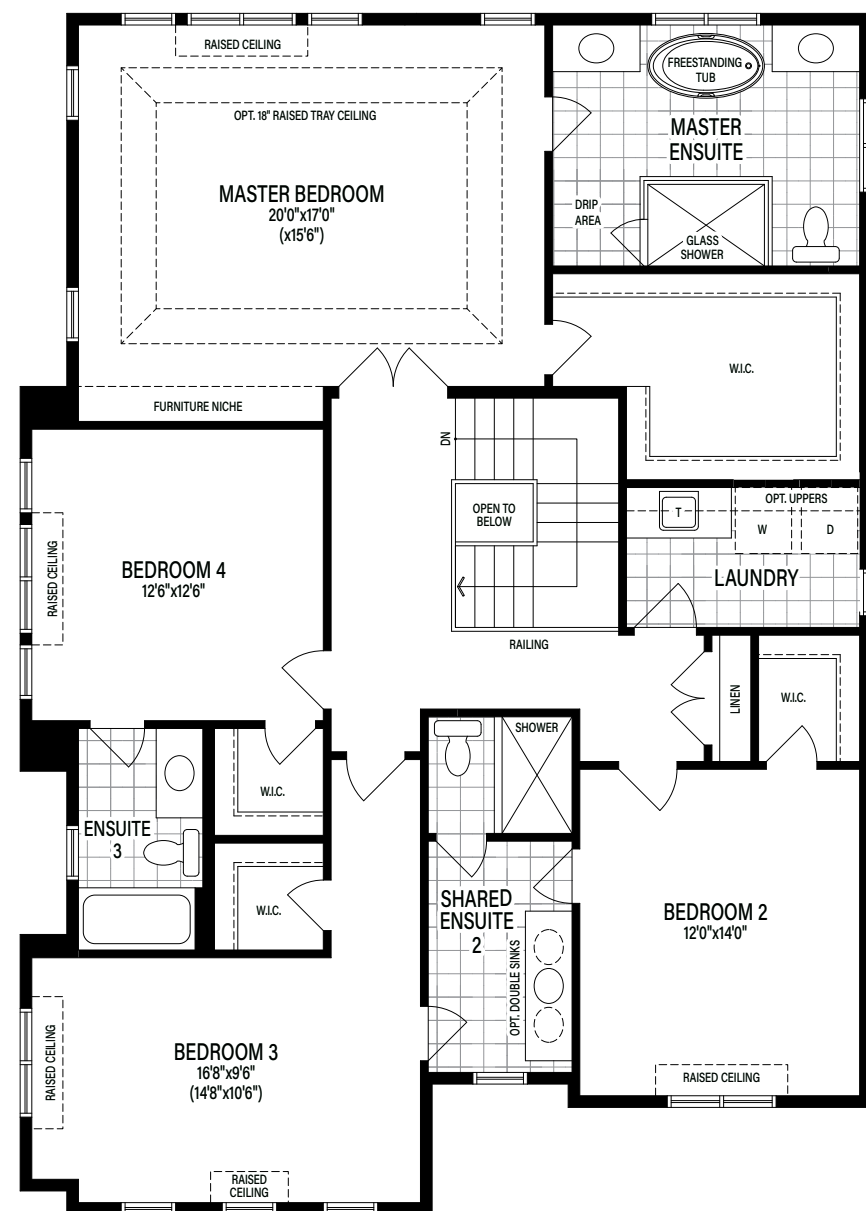 RAISED CEILING
OPT. 18" RAISED TRAY CEILING
MASTER BEDROOM
20'0"x17'0"
(x15'6")
FREESTANDING
TUB
MASTER
ENSUITE
DRIP
AREA
GLASS
SHOWER
W.I.C.
FURNITURE NICHE
DN
OPEN TO
BELOW
RAILING
OPT. UPPERS
T
W
D
LAUNDRY
RAISED CEILING
BEDROOM 4
12'6"x12'6"
LINEN
W.I.C.
SHOWER
W.I.C.
ENSUITE
3
W.I.C.
SHARED
ENSUITE
2
OPT. DOUBLE SINKS
BEDROOM 2
12'0"x14'0"
RAISED CEILING
BEDROOM 3
16'8"x9'6"
(14'8"x10'6")
RAISED CEILING
RAISED
CEILING